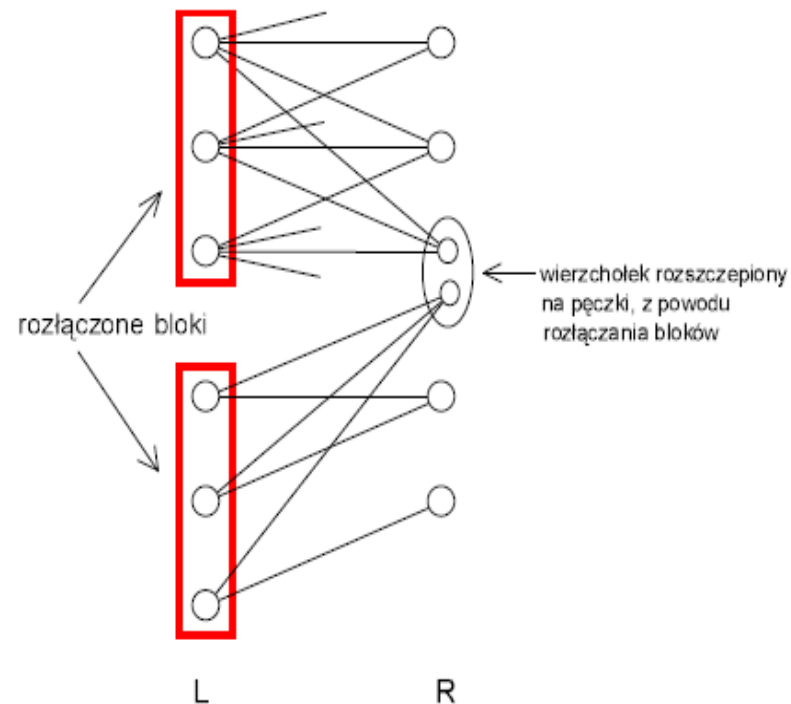 wierzchołek rozszczepiony
na pęczki, z powodu
rozłączania bloków
rozłączone bloki
L
R